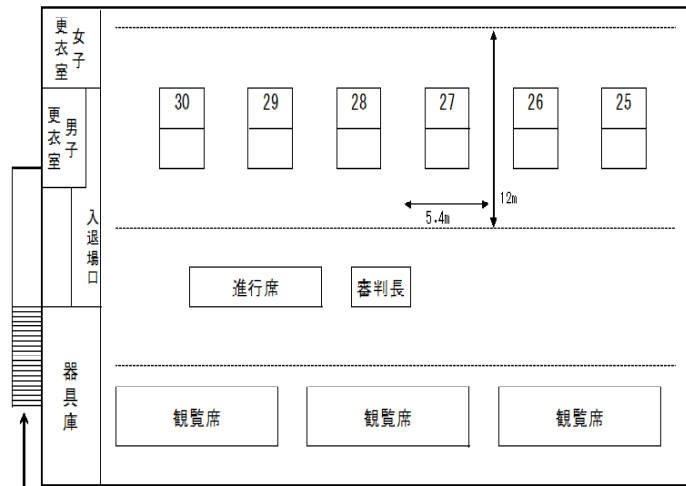 女子
更衣室
30
29
28
27
26
25
男子
更衣室
12m
5.4m
入退場口
進行席
審判長
器具庫
観覧席
観覧席
観覧席